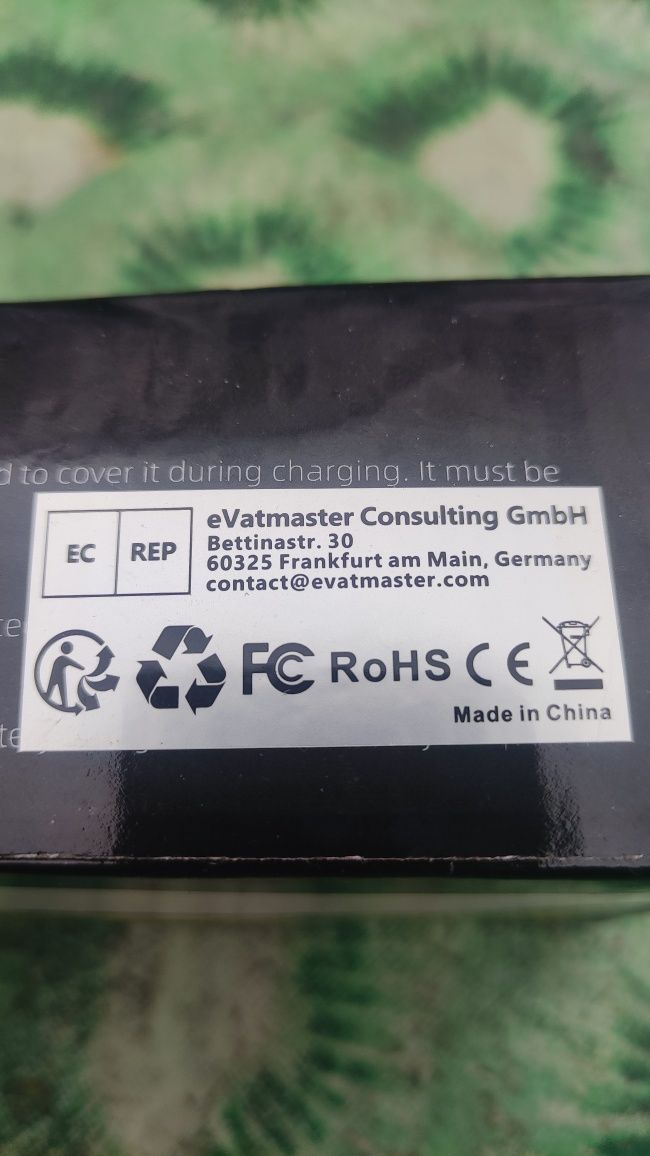 d to cover it during charging. It must be
EC REP
eVatmaster Consulting GmbH
Bettinastr. 30
60325 Frankfurt am Main, Germany
contact@evatmaster.com
FC RoHS CE
Made in China